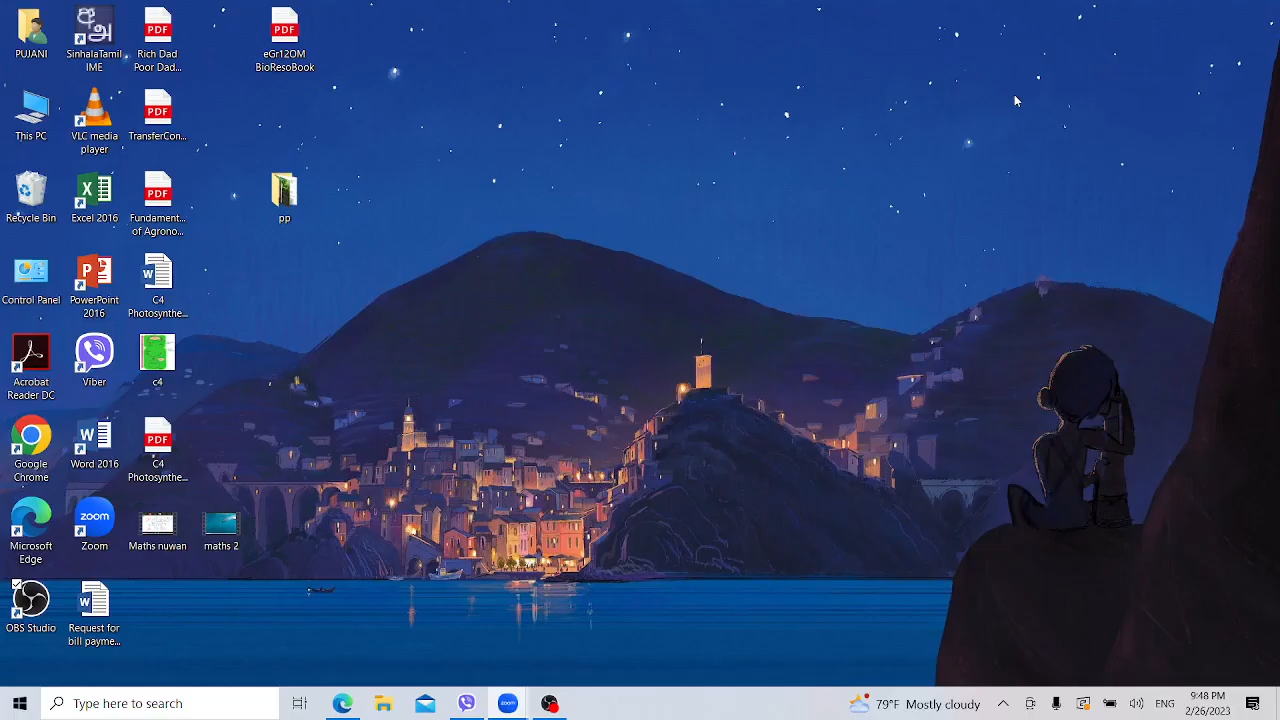 PUJANI
SinhalaTamil
IME
PDF
Rich Dad
Poor Dad...
PDF
eGr12OM
BioResoBook
This PC
VLC media
player
PDF
TransferCon...
Recycle Bin
Excel 2016
PDF
Fundament...
of Agrono...
pp
Control Panel
PowerPoint
2016
C4
Photosynthe...
Acrobat
Reader DC
Viber
c4
Google
Chrome
Word 2016
PDF
C4
Photosynthe...
Microsoft
Edge
zoom
Zoom
Maths nuwan
maths 2
OBS Studio
Request for
bill payme...
Type here to search
zoom
79°F Mostly cloudy
ENG
9:48 PM
2/20/2023